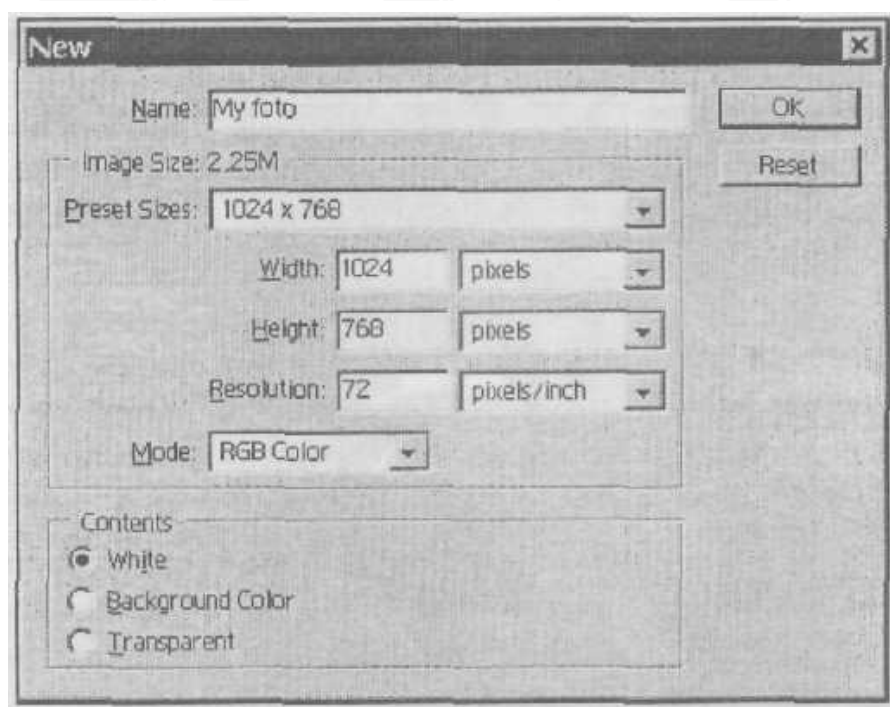 New
Name: My foto
OK
Image Size: 2,25M
Reset
Preset Sizes: 1024 x 768
Width: 1024 pixels
Height: 768 pixels
Resolution: 72 pixels/inch
Mode: RGB Color
Contents
White
Background Color
Transparent